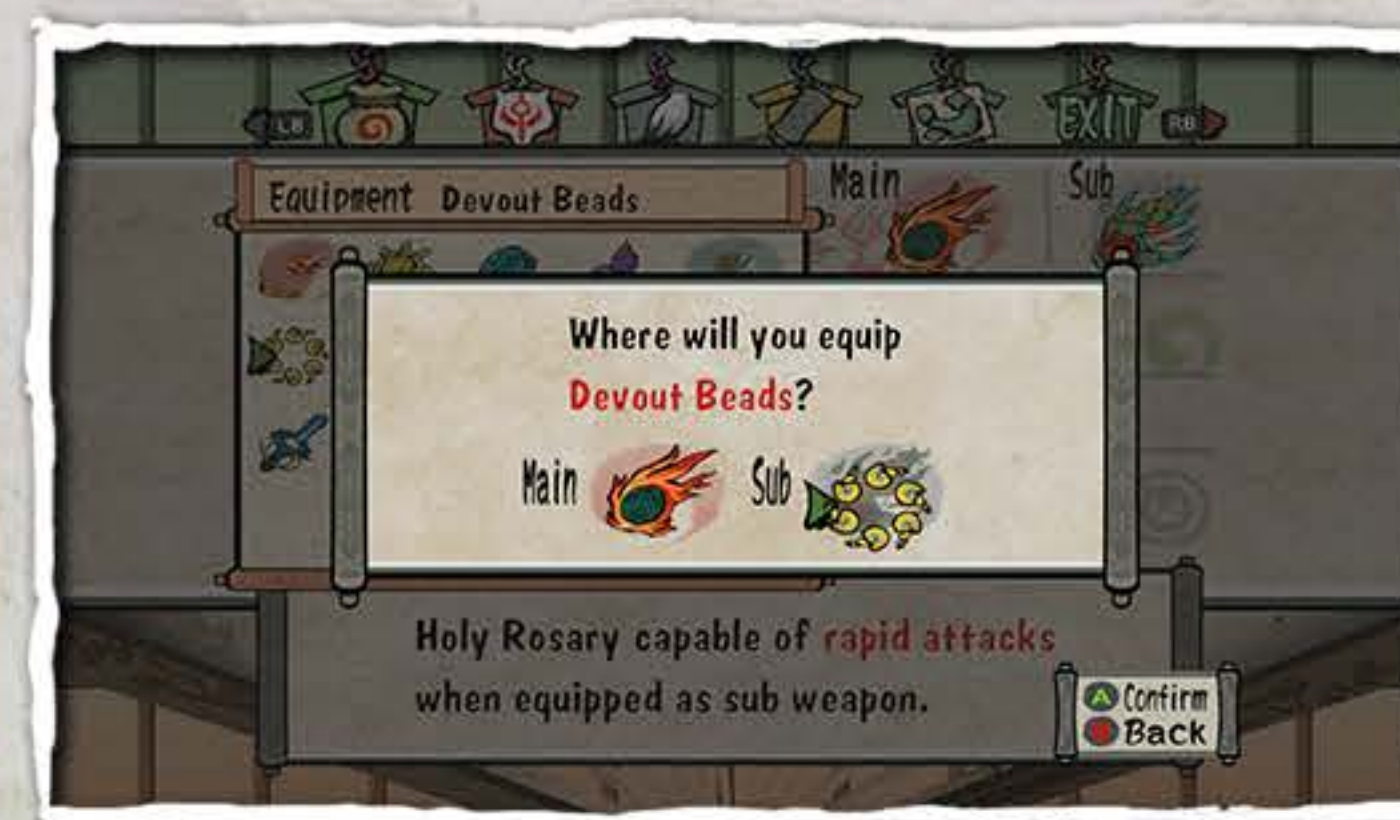 LB
EXIT
RB
Equipment Devout Beads
Main
Sub
Where will you equip
Devout Beads?
Main
Sub
Holy Rosary capable of rapid attacks
when equipped as sub weapon.
A Confirm
B Back